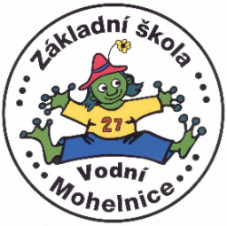 Základní škola
27
Vodní
Mohelnice